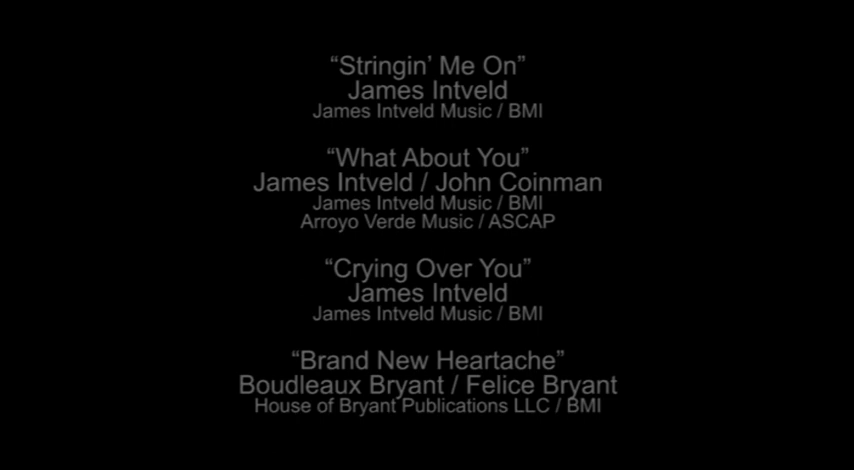 “Stringin’ Me On”
James Intveld
James Intveld Music / BMI
“What About You”
James Intveld / John Coinman
James Intveld Music / BMI
Arroyo Verde Music / ASCAP
“Crying Over You”
James Intveld
James Intveld Music / BMI
“Brand New Heartache”
Boudleaux Bryant / Felice Bryant
House of Bryant Publications LLC / BMI